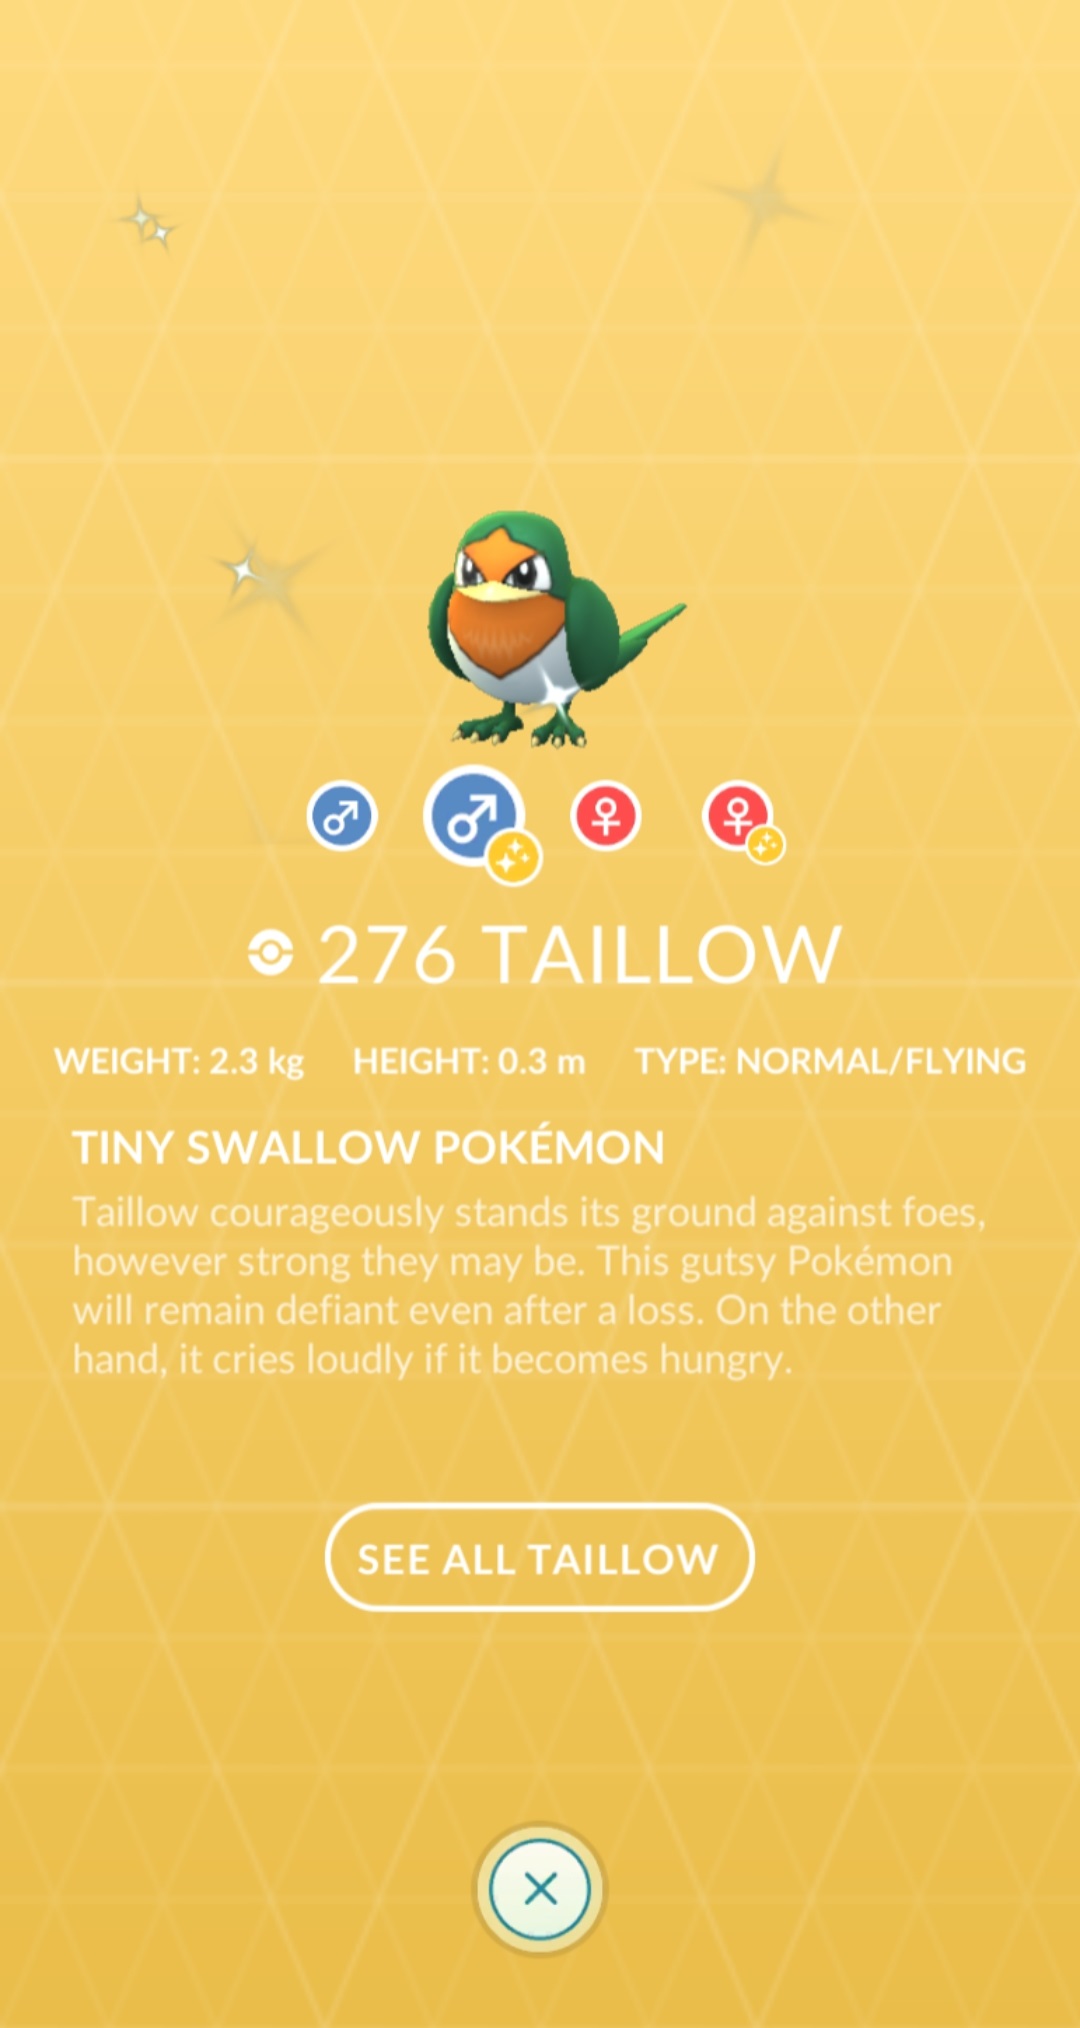 276 TAILLOW
WEIGHT: 2.3 kg HEIGHT: 0.3 m TYPE: NORMAL/FLYING
TINY SWALLOW POKÉMON
Taillow courageously stands its ground against foes,
however strong they may be. This gutsy Pokémon
will remain defiant even after a loss. On the other
hand, it cries loudly if it becomes hungry.
SEE ALL TAILLOW